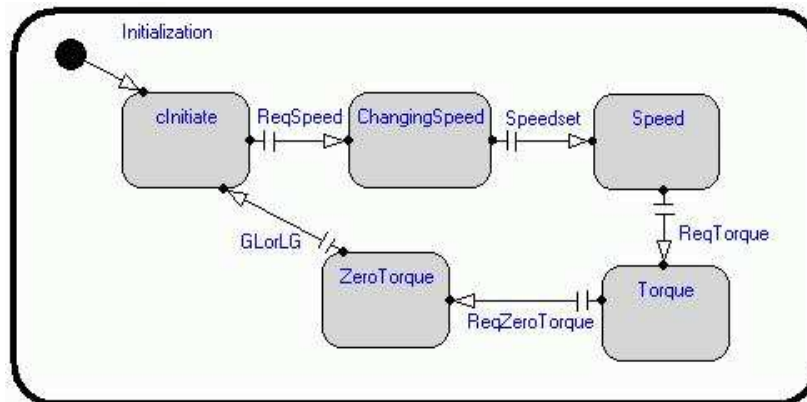 Initialization
cInitiate
ReqSpeed
ChangingSpeed
Speedset
Speed
ReqTorque
Torque
ReqZeroTorque
ZeroTorque
GLorLG